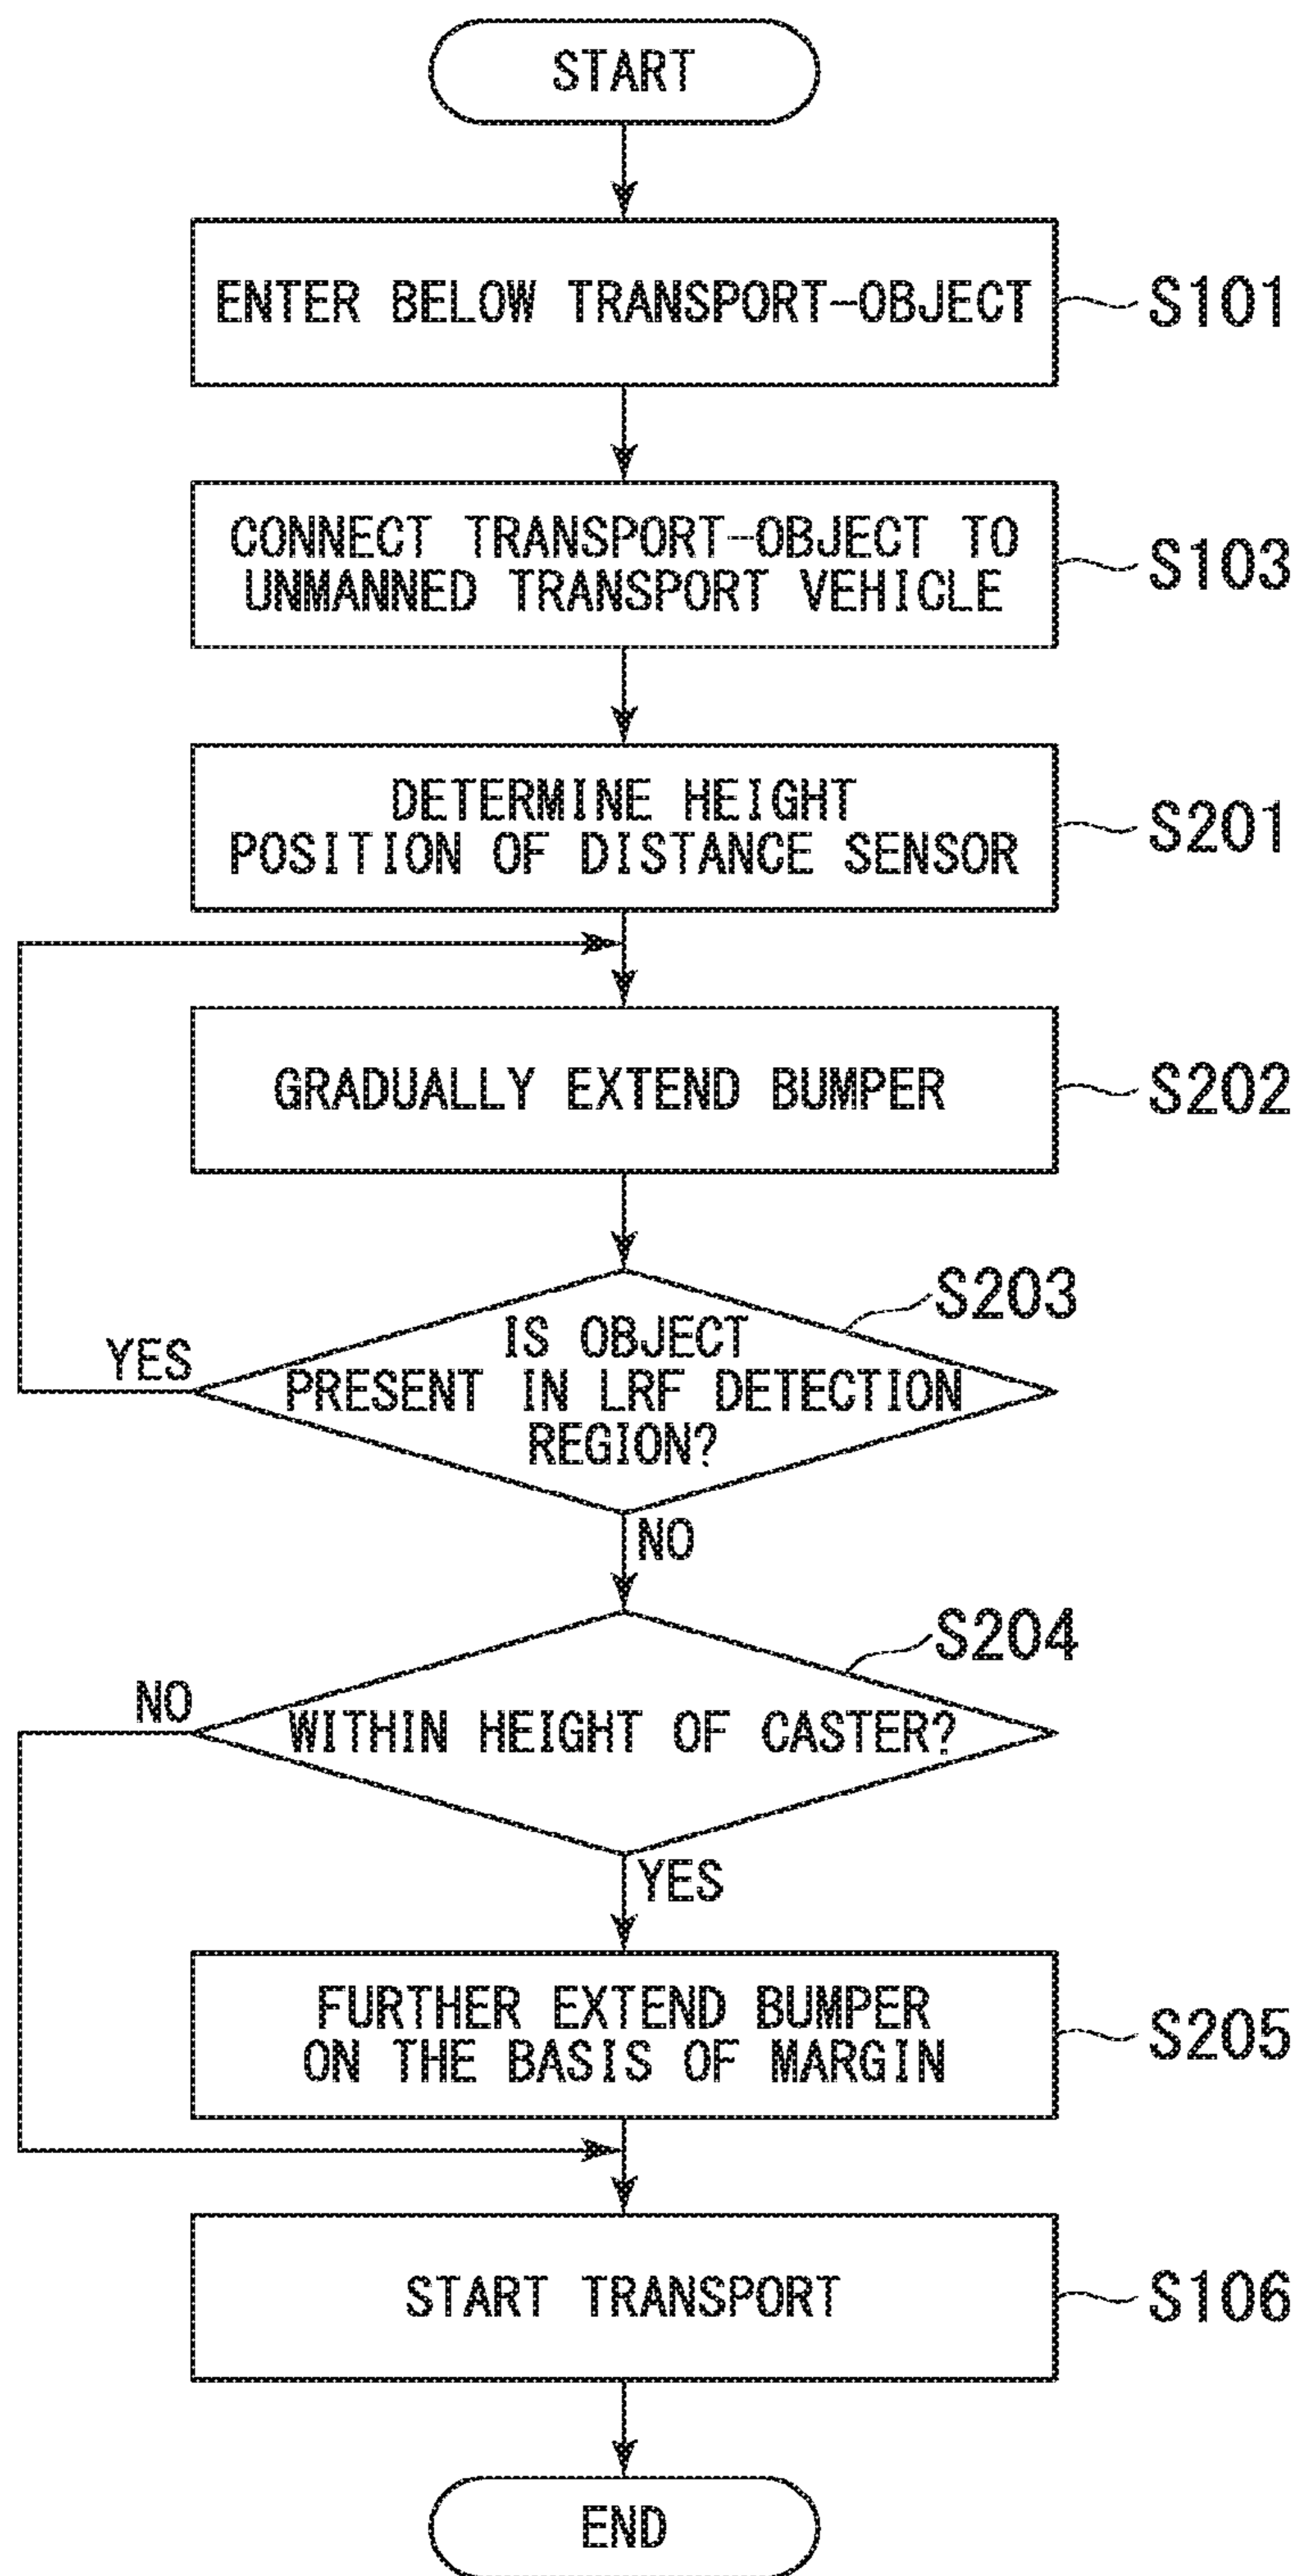 START
ENTER BELOW TRANSPORT-OBJECT
S101
CONNECT TRANSPORT-OBJECT TO
UNMANNED TRANSPORT VEHICLE
S103
DETERMINE HEIGHT
POSITION OF DISTANCE SENSOR
S201
GRADUALLY EXTEND BUMPER
S202
S203
IS OBJECT
PRESENT IN LRF DETECTION
REGION?
YES
NO
S204
WITHIN HEIGHT OF CASTER?
NO
YES
FURTHER EXTEND BUMPER
ON THE BASIS OF MARGIN
S205
START TRANSPORT
S106
END